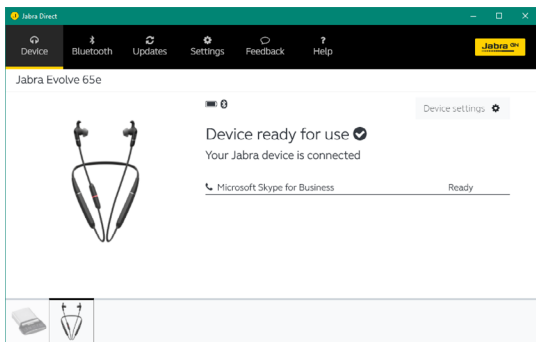 Jabra Direct
Device
Bluetooth
Updates
Settings
Feedback
? Help
Jabra GN
Jabra Evolve 65e
Device settings
Device ready for use
Your Jabra device is connected
Microsoft Skype for Business Ready